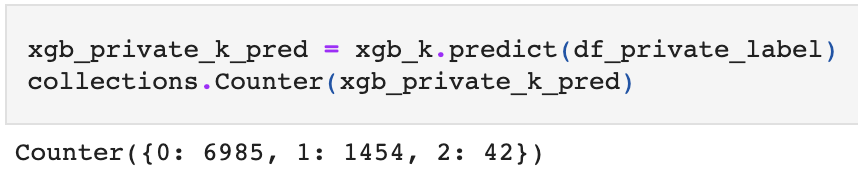 xgb_private_k_pred = xgb_k.predict(df_private_label)
collections.Counter(xgb_private_k_pred)
Counter({0: 6985, 1: 1454, 2: 42})